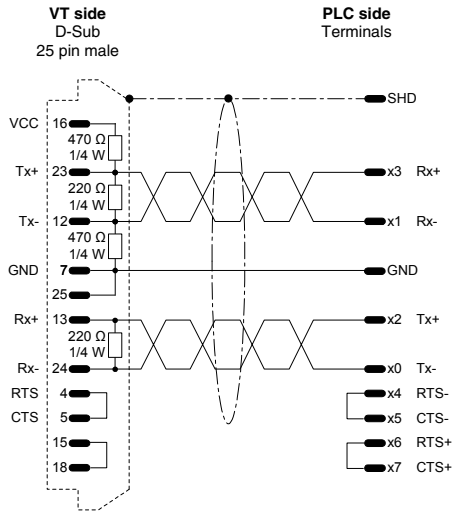 VT side
D-Sub
25 pin male
PLC side
Terminals
SHD
VCC 16
470 Ω
1/4 W
Tx+ 23
x3 Rx+
220 Ω
1/4 W
Tx- 12
x1 Rx-
470 Ω
1/4 W
GND 7
GND
25
Rx+ 13
x2 Tx+
220 Ω
1/4 W
Rx- 24
x0 Tx-
RTS 4
x4 RTS-
CTS 5
x5 CTS-
15
x6 RTS+
18
x7 CTS+